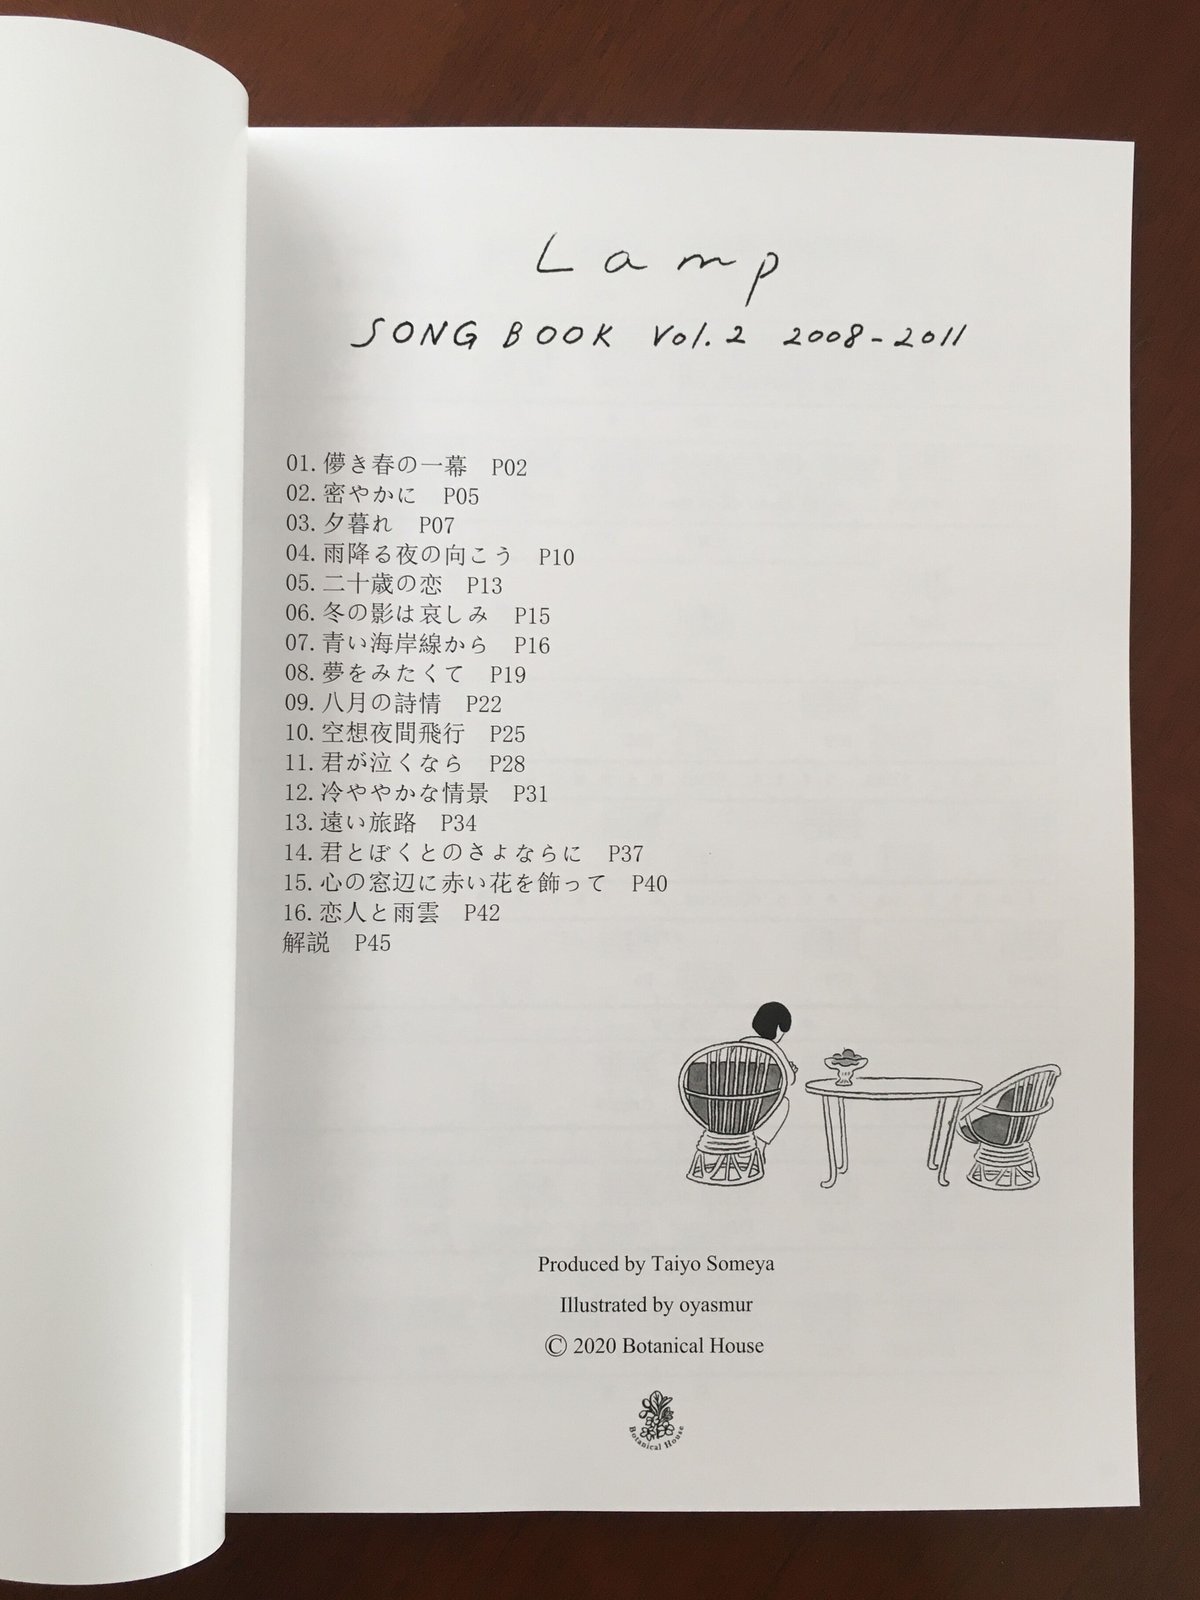 Lamp
SONG BOOK Vol.2 2008-2011
01.儚き春の一幕　P02
02.密やかに　P05
03.夕暮れ　P07
04.雨降る夜の向こう　P10
05.二十歳の恋　P13
06.冬の影は哀しみ　P15
07.青い海岸線から　P16
08.夢をみたくて　P19
09.八月の詩情　P22
10.空想夜間飛行　P25
11.君が泣くなら　P28
12.冷ややかな情景　P31
13.遠い旅路　P34
14.君とぼくとのさよならに　P37
15.心の窓辺に赤い花を飾って　P40
16.恋人と雨雲　P42
解説　P45
Produced by Taiyo Someya
Illustrated by oyasmur
© 2020 Botanical House
Botanical House